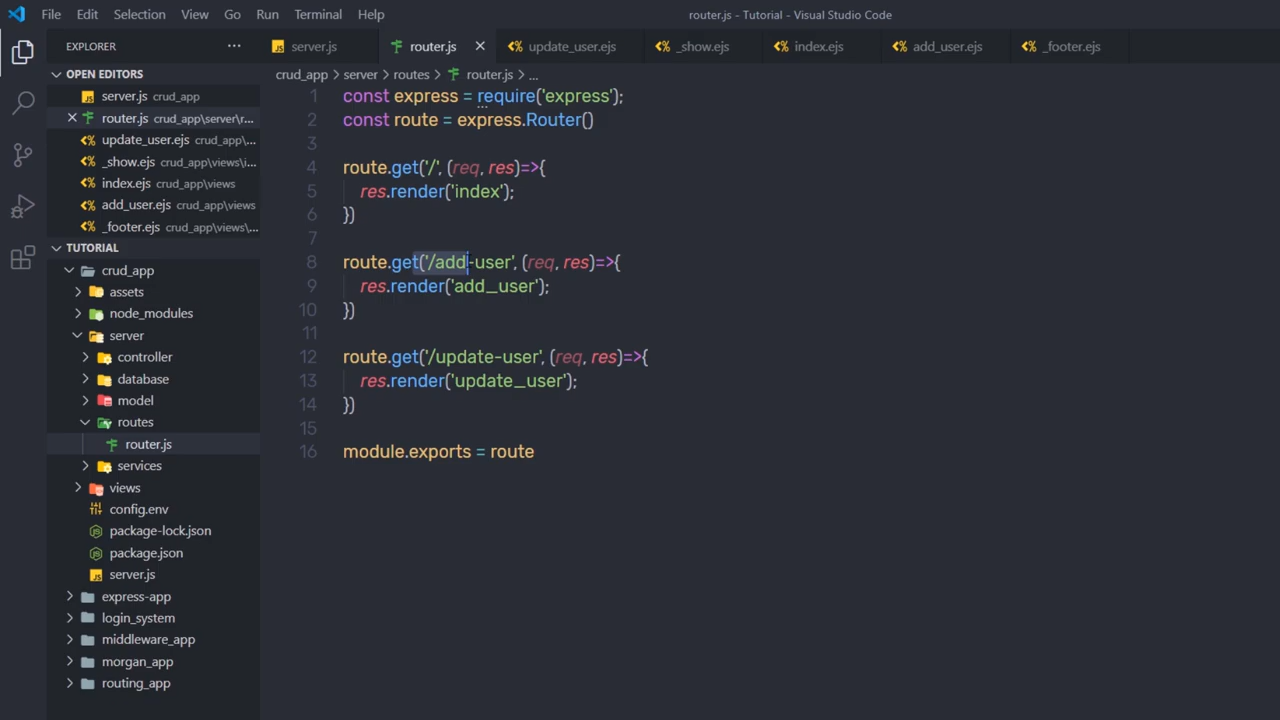 File Edit Selection View Go Run Terminal Help router.js - Tutorial - Visual Studio Code
EXPLORER ...
server.js router.js update_user.ejs _show.ejs index.ejs add_user.ejs _footer.ejs
OPEN EDITORS
server.js crud_app
router.js crud_app\server\r...
update_user.ejs crud_app\...
_show.ejs crud_app\views\i...
index.ejs crud_app\views
add_user.ejs crud_app\views
_footer.ejs crud_app\views\...
TUTORIAL
crud_app
assets
node_modules
server
controller
database
model
routes
router.js
services
views
config.env
package-lock.json
package.json
server.js
express-app
login_system
middleware_app
morgan_app
routing_app
crud_app > server > routes > router.js > ...
1 const express = require('express');
2 const route = express.Router()
3
4 route.get('/', (req, res)=>{
5 res.render('index');
6 })
7
8 route.get('/add-user', (req, res)=>{
9 res.render('add_user');
10 })
11
12 route.get('/update-user', (req, res)=>{
13 res.render('update_user');
14 })
15
16 module.exports = route